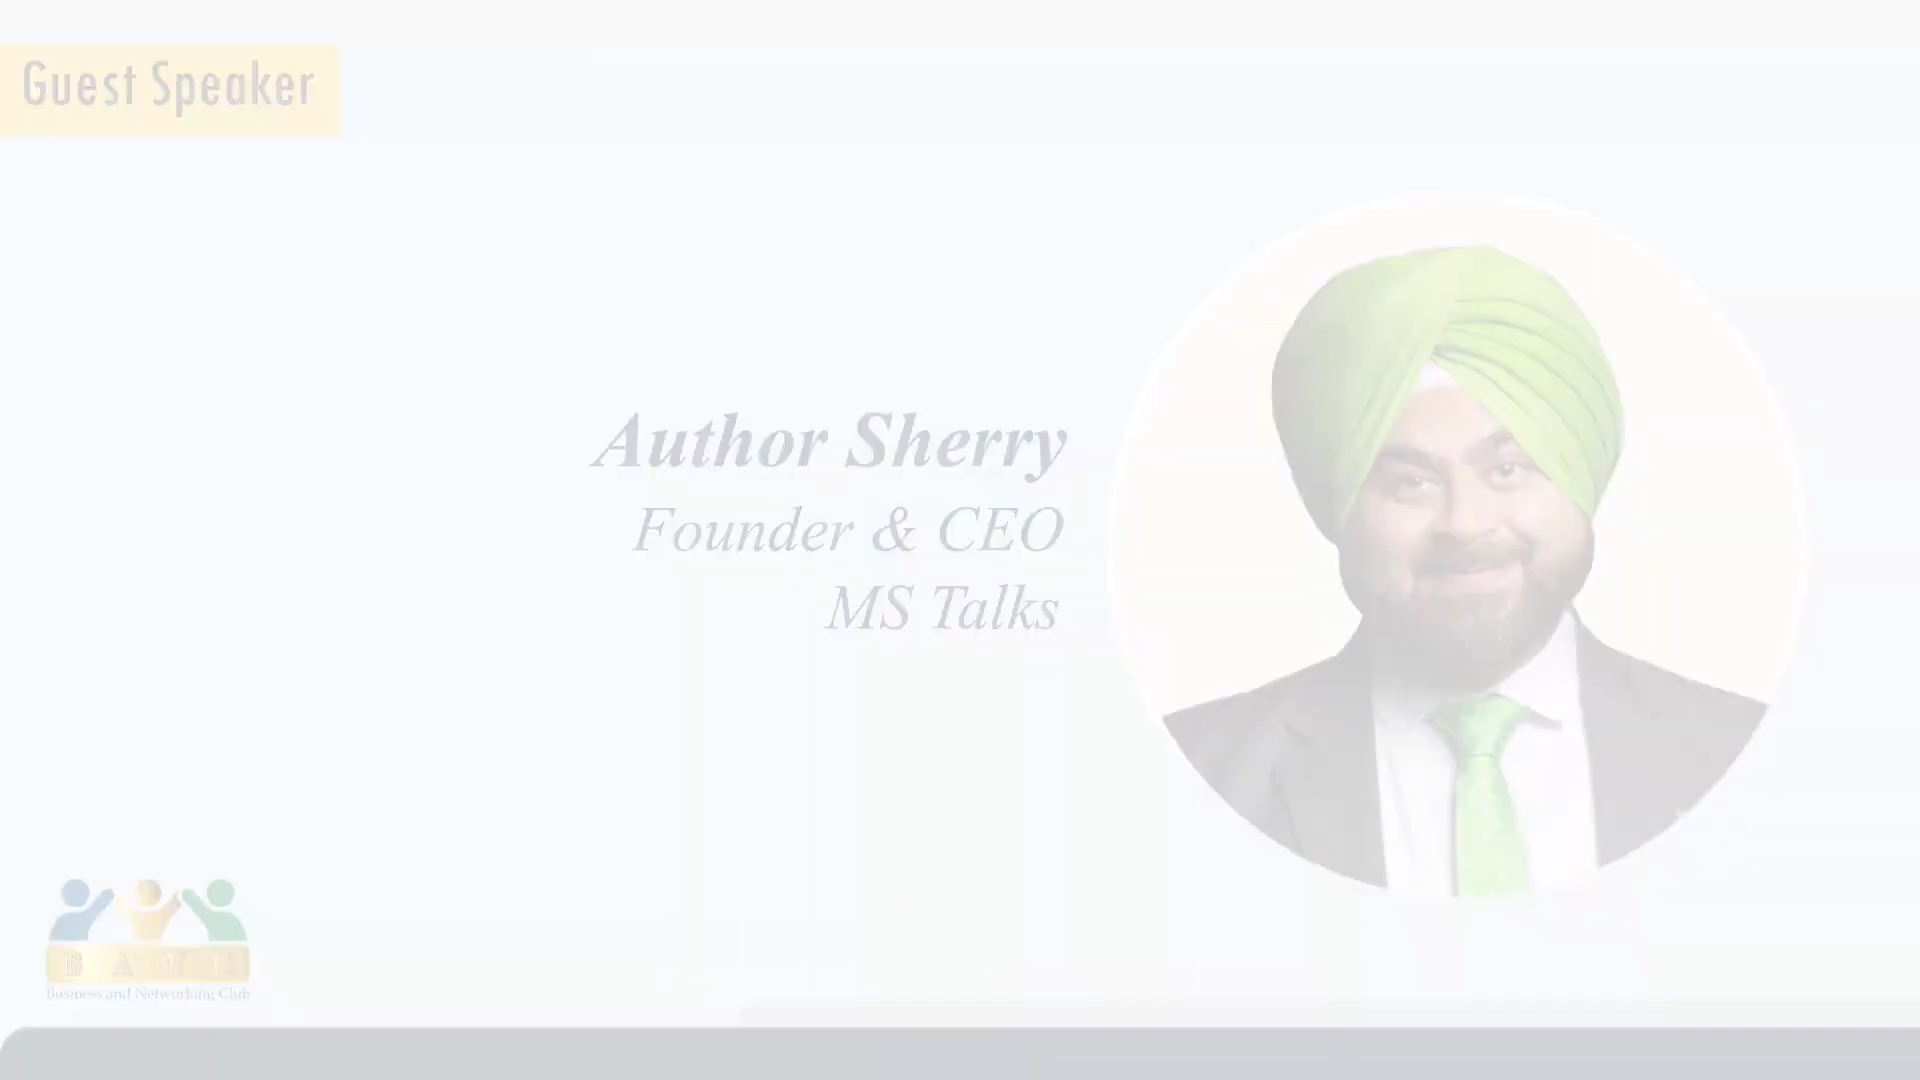 Guest Speaker
Author Sherry
Founder & CEO
MS Talks
Business and Networking Club